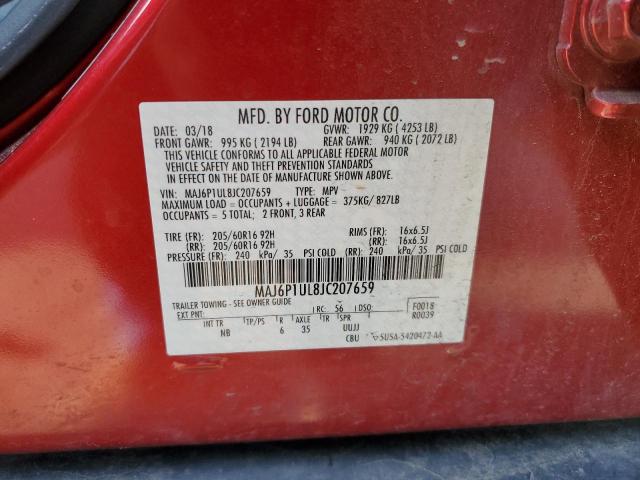 MFD. BY FORD MOTOR CO.
DATE: 03/18 GVWR: 1929 KG ( 4253 LB)
FRONT GAWR: 995 KG ( 2194 LB) REAR GAWR: 940 KG ( 2072 LB)
THIS VEHICLE CONFORMS TO ALL APPLICABLE FEDERAL MOTOR
VEHICLE SAFETY AND THEFT PREVENTION STANDARDS
IN EFFECT ON THE DATE OF MANUFACTURE SHOWN ABOVE.
VIN: MAJ6P1UL8JC207659 TYPE: MPV
MAXIMUM LOAD = OCCUPANTS + LUGGAGE = 375KG/ 827LB
OCCUPANTS = 5 TOTAL; 2 FRONT, 3 REAR
TIRE (FR): 205/60R16 92H RIMS (FR): 16x6.5J
(RR): 205/60R16 92H (RR): 16x6.5J
PRESSURE (FR): 240 kPa/ 35 PSI COLD (RR): 240 kPa/ 35 PSI COLD
MAJ6P1UL8JC207659
TRAILER TOWING - SEE OWNER GUIDE
EXT PNT: RC: 56 DSO: F0018
R0039
INT TR TP/PS R AXLE TR SPR
NB 6 35 UUJJ
CBU 5USA-5420472-AA